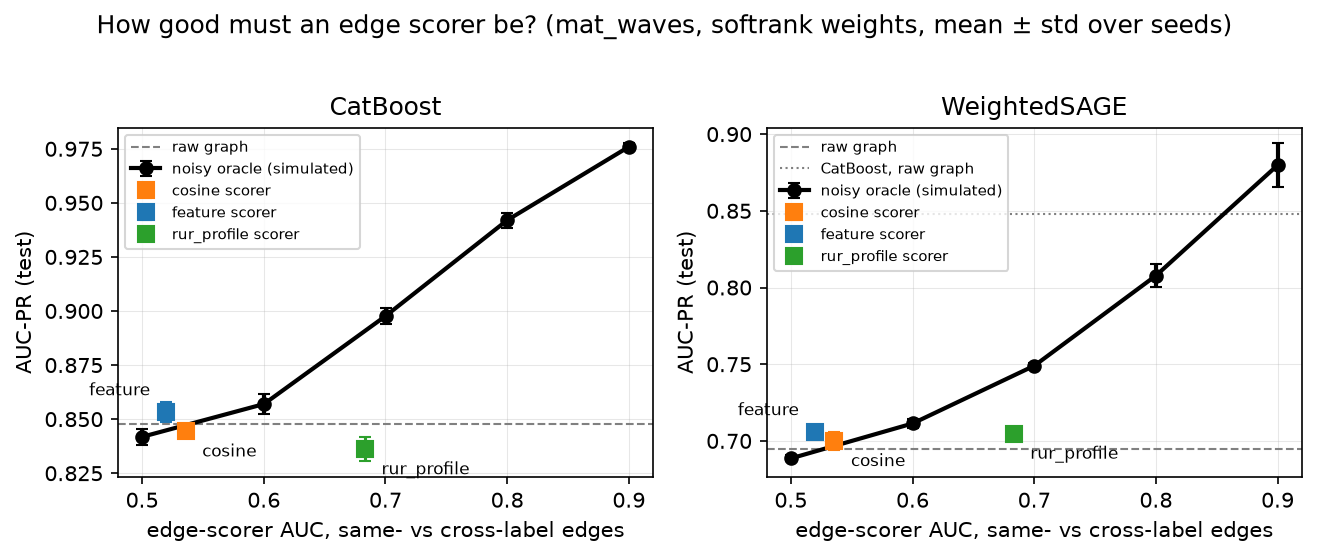 How good must an edge scorer be? (mat_waves, softrank weights, mean ± std over seeds)
CatBoost
AUC-PR (test)
0.975
0.950
0.925
0.900
0.875
0.850
0.825
raw graph
noisy oracle (simulated)
cosine scorer
feature scorer
rur_profile scorer
feature
cosine
rur_profile
0.5 0.6 0.7 0.8 0.9
edge-scorer AUC, same- vs cross-label edges
WeightedSAGE
AUC-PR (test)
0.90
0.85
0.80
0.75
0.70
raw graph
CatBoost, raw graph
noisy oracle (simulated)
cosine scorer
feature scorer
rur_profile scorer
feature
cosine
rur_profile
0.5 0.6 0.7 0.8 0.9
edge-scorer AUC, same- vs cross-label edges